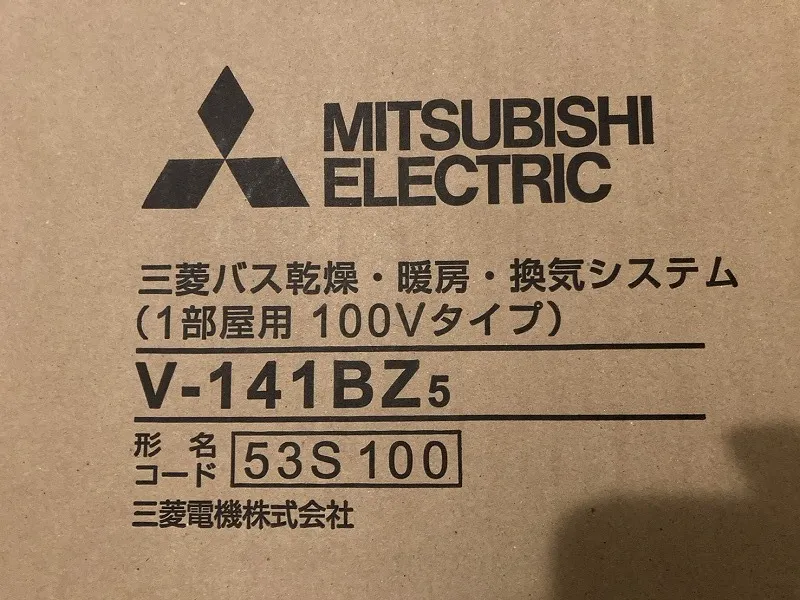 MITSUBISHI
ELECTRIC
三菱バス乾燥・暖房・換気システム
(1部屋用 100Vタイプ)
V-141BZ5
形名
コード 53S 100
三菱電機株式会社